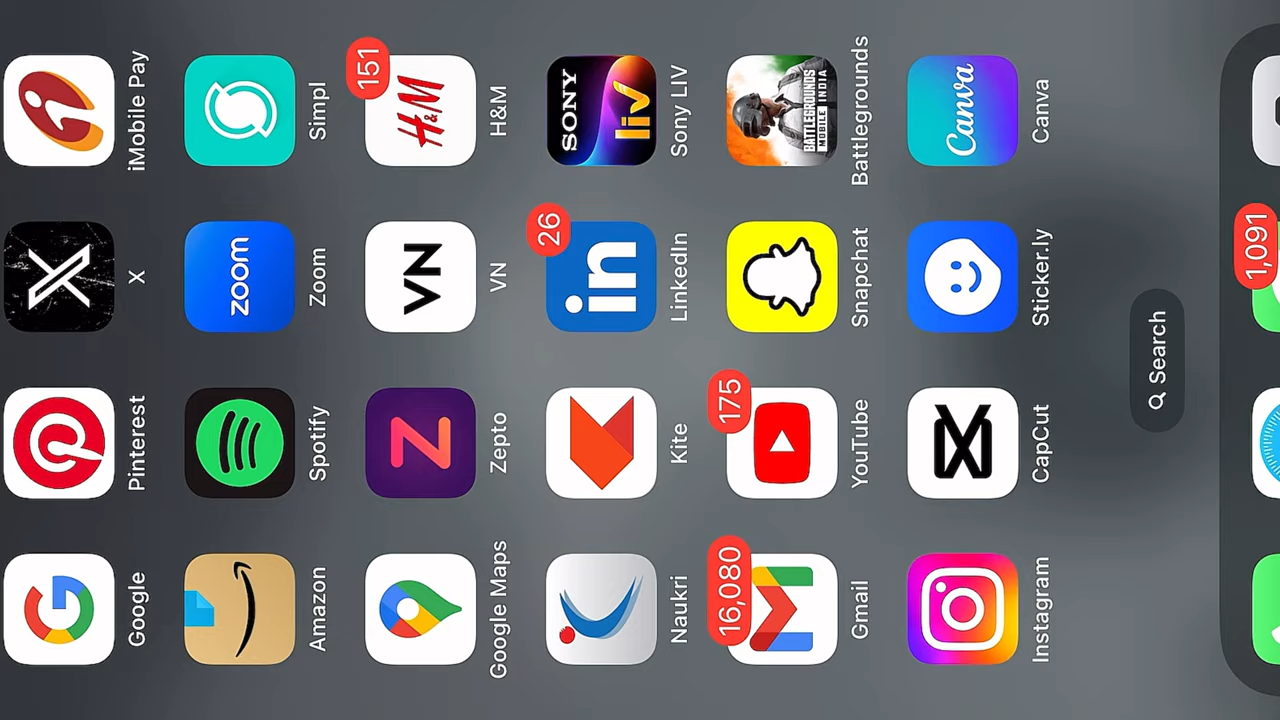 Google Pinterest X iMobile Pay
zoom
Amazon Spotify Zoom Simpl
151
VN H&M
Google Maps Zepto VN H&M
26
in SONY
liv
Naukri Kite LinkedIn Sony LIV
16,080 175
BATTLEGROUNDS
MOBILE INDIA
Gmail YouTube Snapchat Battlegrounds
Canva
Instagram CapCut Sticker.ly Canva
Search
1,091